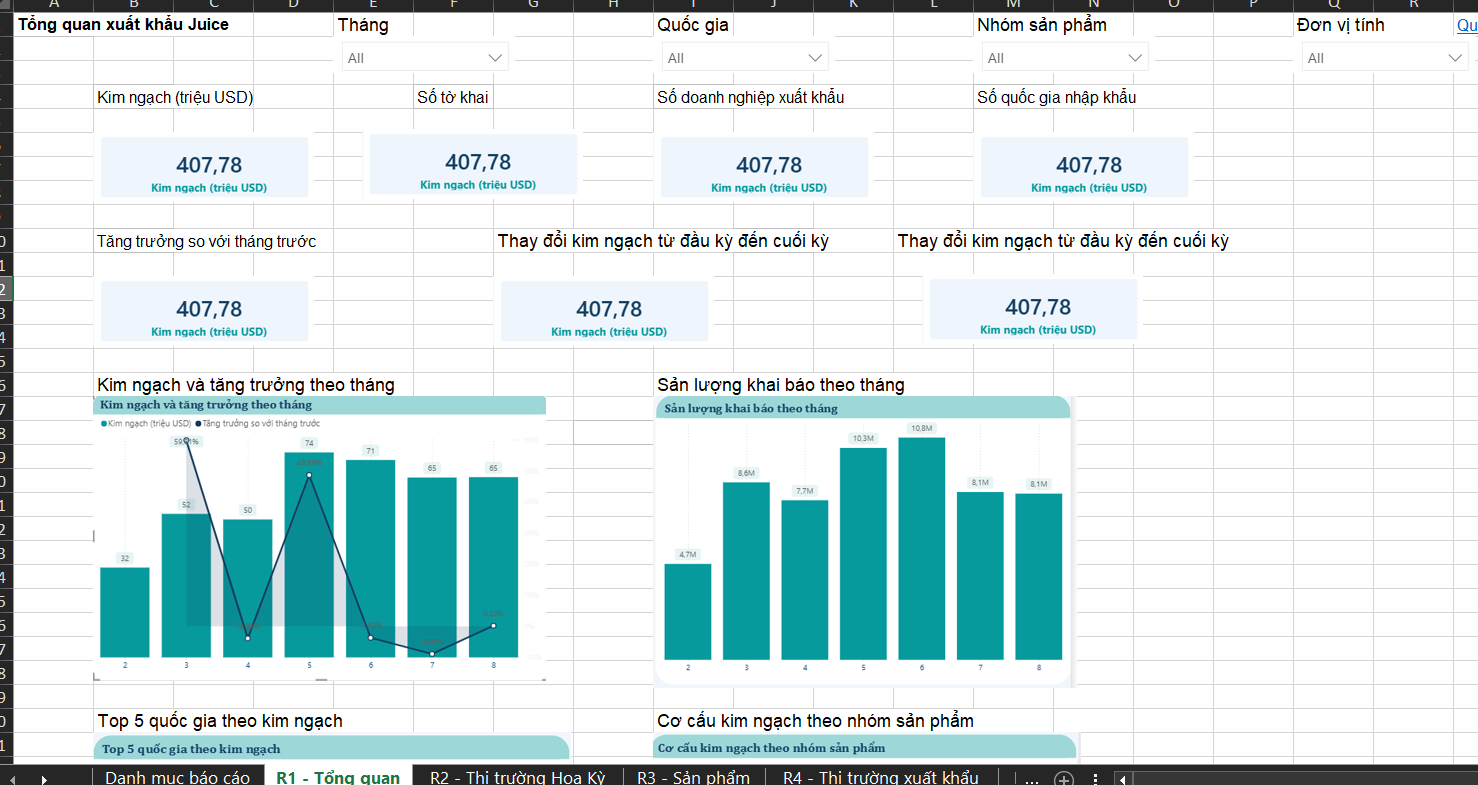 A B C D E F G H I J K L M N O P Q R
Tổng quan xuất khẩu Juice Tháng Quốc gia Nhóm sản phẩm Đơn vị tính Qu
All All All All
Kim ngạch (triệu USD) Số tờ khai Số doanh nghiệp xuất khẩu Số quốc gia nhập khẩu
407,78 407,78 407,78 407,78
Kim ngạch (triệu USD) Kim ngạch (triệu USD) Kim ngạch (triệu USD) Kim ngạch (triệu USD)
Tăng trưởng so với tháng trước Thay đổi kim ngạch từ đầu kỳ đến cuối kỳ Thay đổi kim ngạch từ đầu kỳ đến cuối kỳ
407,78 407,78 407,78
Kim ngạch (triệu USD) Kim ngạch (triệu USD) Kim ngạch (triệu USD)
Kim ngạch và tăng trưởng theo tháng
Kim ngạch và tăng trưởng theo tháng
Kim ngạch (triệu USD) Tăng trưởng so với tháng trước
32 52 50 74 71 65 65
2 3 4 5 6 7 8
Sản lượng khai báo theo tháng
Sản lượng khai báo theo tháng
4,7M 8,6M 7,7M 10,3M 10,8M 8,1M 8,1M
2 3 4 5 6 7 8
Top 5 quốc gia theo kim ngạch Cơ cấu kim ngạch theo nhóm sản phẩm
Top 5 quốc gia theo kim ngạch Cơ cấu kim ngạch theo nhóm sản phẩm
Danh mục báo cáo R1 - Tổng quan R2 - Thị trường Hoa Kỳ R3 - Sản phẩm R4 - Thị trường xuất khẩu ...